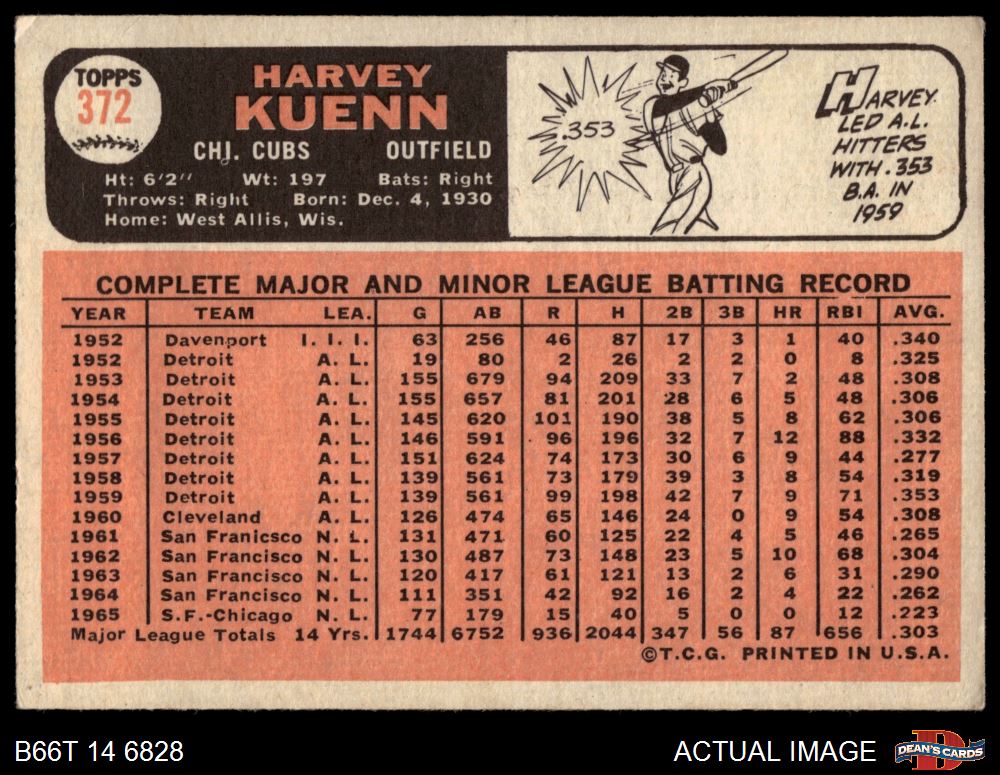 TOPPS
372
HARVEY
KUENN
CHI. CUBS OUTFIELD
Ht: 6'2" Wt: 197 Bats: Right
Throws: Right Born: Dec. 4, 1930
Home: West Allis, Wis.
.353
HARVEY
LED A.L.
HITTERS
WITH .353
B.A. IN
1959
COMPLETE MAJOR AND MINOR LEAGUE BATTING RECORD
YEAR TEAM LEA. G AB R H 2B 3B HR RBI AVG.
1952 Davenport I. I. I. 63 256 46 87 17 3 1 40 .340
1952 Detroit A. L. 19 80 2 26 2 2 0 8 .325
1953 Detroit A. L. 155 679 94 209 33 7 2 48 .308
1954 Detroit A. L. 155 657 81 201 28 6 5 48 .306
1955 Detroit A. L. 145 620 101 190 38 5 8 62 .306
1956 Detroit A. L. 146 591 96 196 32 7 12 88 .332
1957 Detroit A. L. 151 624 74 173 30 6 9 44 .277
1958 Detroit A. L. 139 561 73 179 39 3 8 54 .319
1959 Detroit A. L. 139 561 99 198 42 7 9 71 .353
1960 Cleveland A. L. 126 474 65 146 24 0 9 54 .308
1961 San Franicsco N. L. 131 471 60 125 22 4 5 46 .265
1962 San Francisco N. L. 130 487 73 148 23 5 10 68 .304
1963 San Francisco N. L. 120 417 61 121 13 2 6 31 .290
1964 San Francisco N. L. 111 351 42 92 16 2 4 22 .262
1965 S.F.-Chicago N. L. 77 179 15 40 5 0 0 12 .223
Major League Totals 14 Yrs. 1744 6752 936 2044 347 56 87 656 .303
©T.C.G. PRINTED IN U.S.A.
B66T 14 6828 ACTUAL IMAGE DEAN'S CARDS